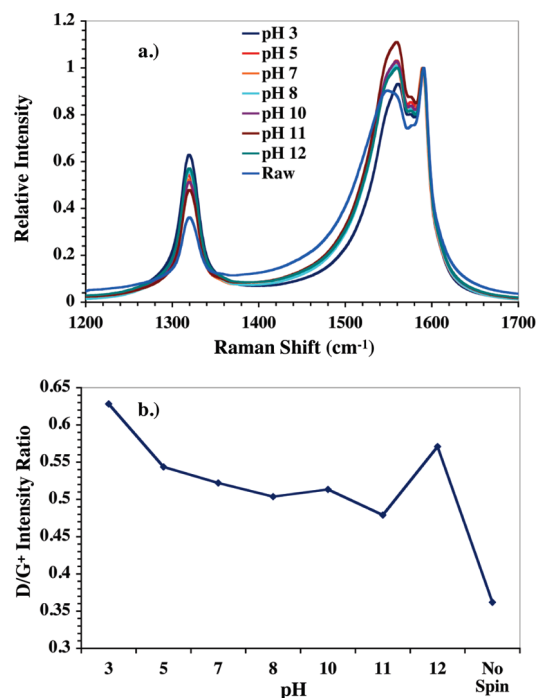 a.)
pH 3
pH 5
pH 7
pH 8
pH 10
pH 11
pH 12
Raw
Relative Intensity
1.2
1
0.8
0.6
0.4
0.2
0
1200 1300 1400 1500 1600 1700
Raman Shift (cm-1)
b.)
D/G+ Intensity Ratio
0.65
0.6
0.55
0.5
0.45
0.4
0.35
0.3
3 5 7 8 10 11 12 No
Spin
pH